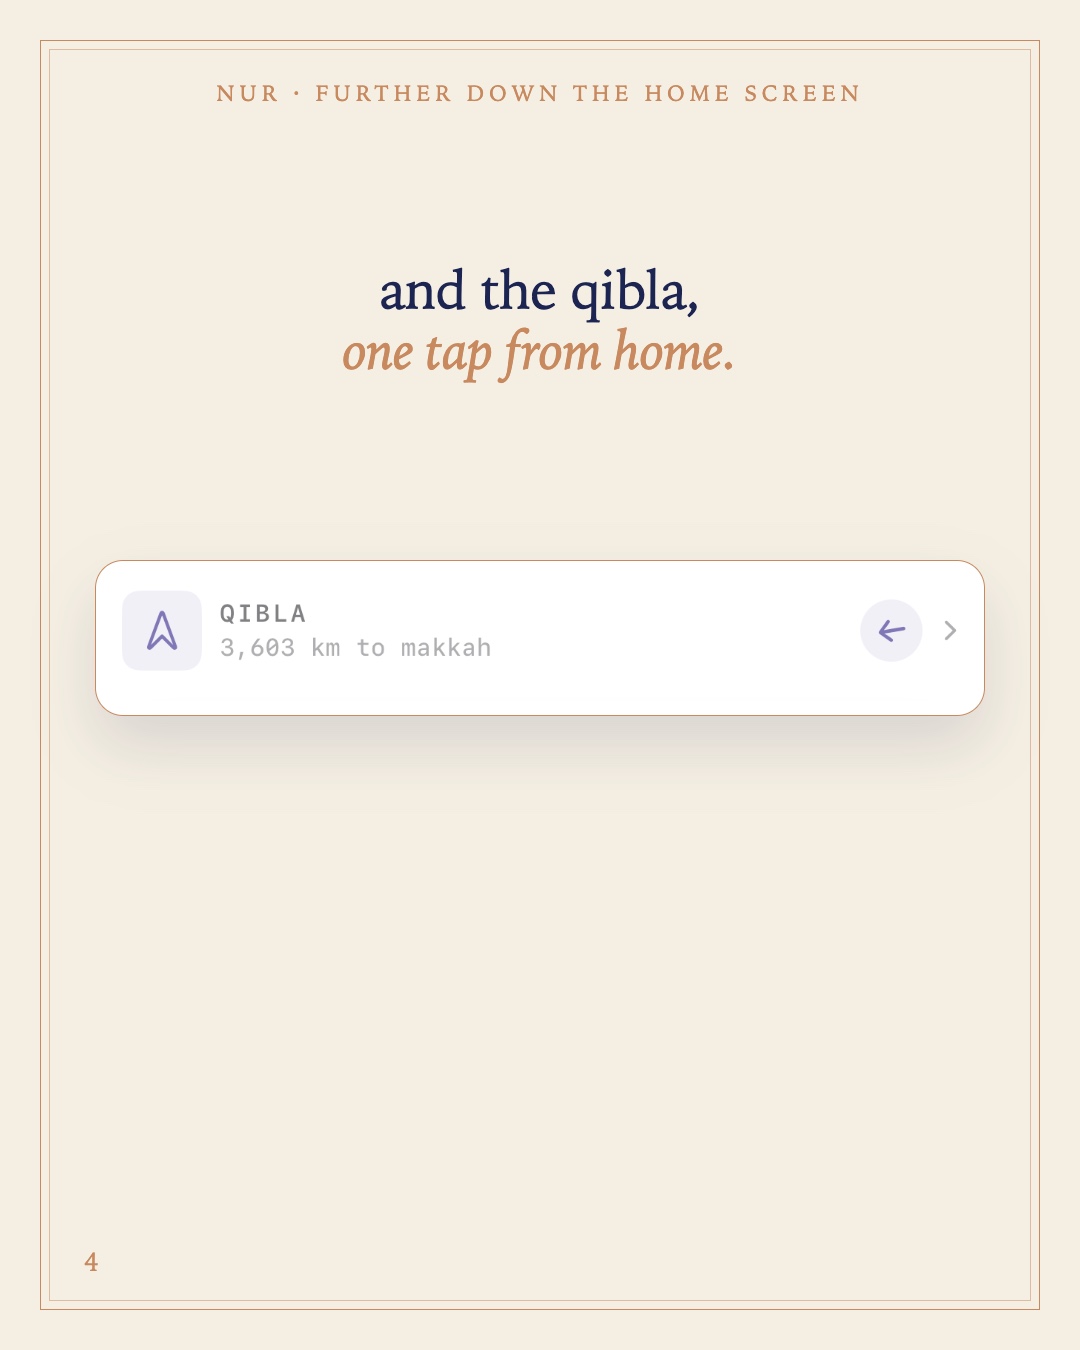 NUR · FURTHER DOWN THE HOME SCREEN
and the qibla,
one tap from home.
QIBLA
3,603 km to makkah
4